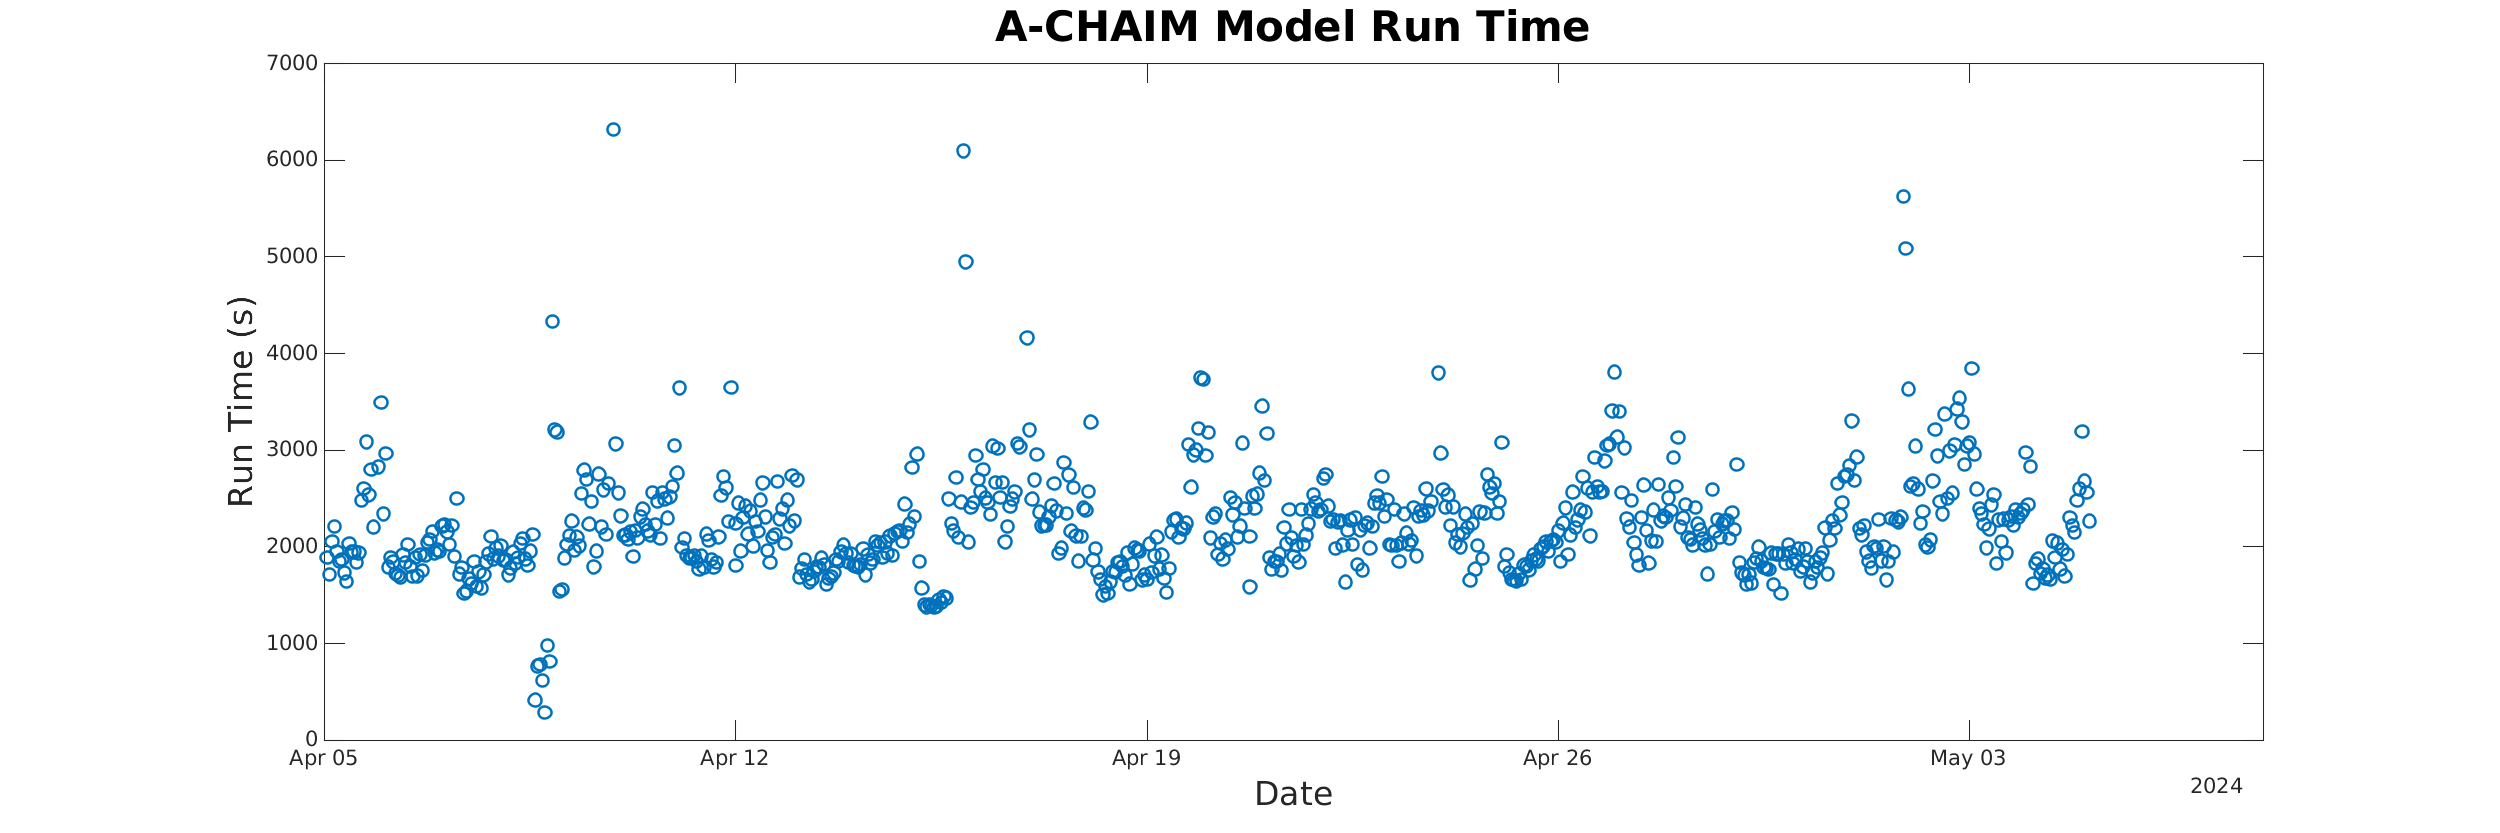 A-CHAIM Model Run Time
7000
6000
5000
4000
3000
2000
1000
0
Run Time (s)
Apr 05 Apr 12 Apr 19 Apr 26 May 03
2024
Date